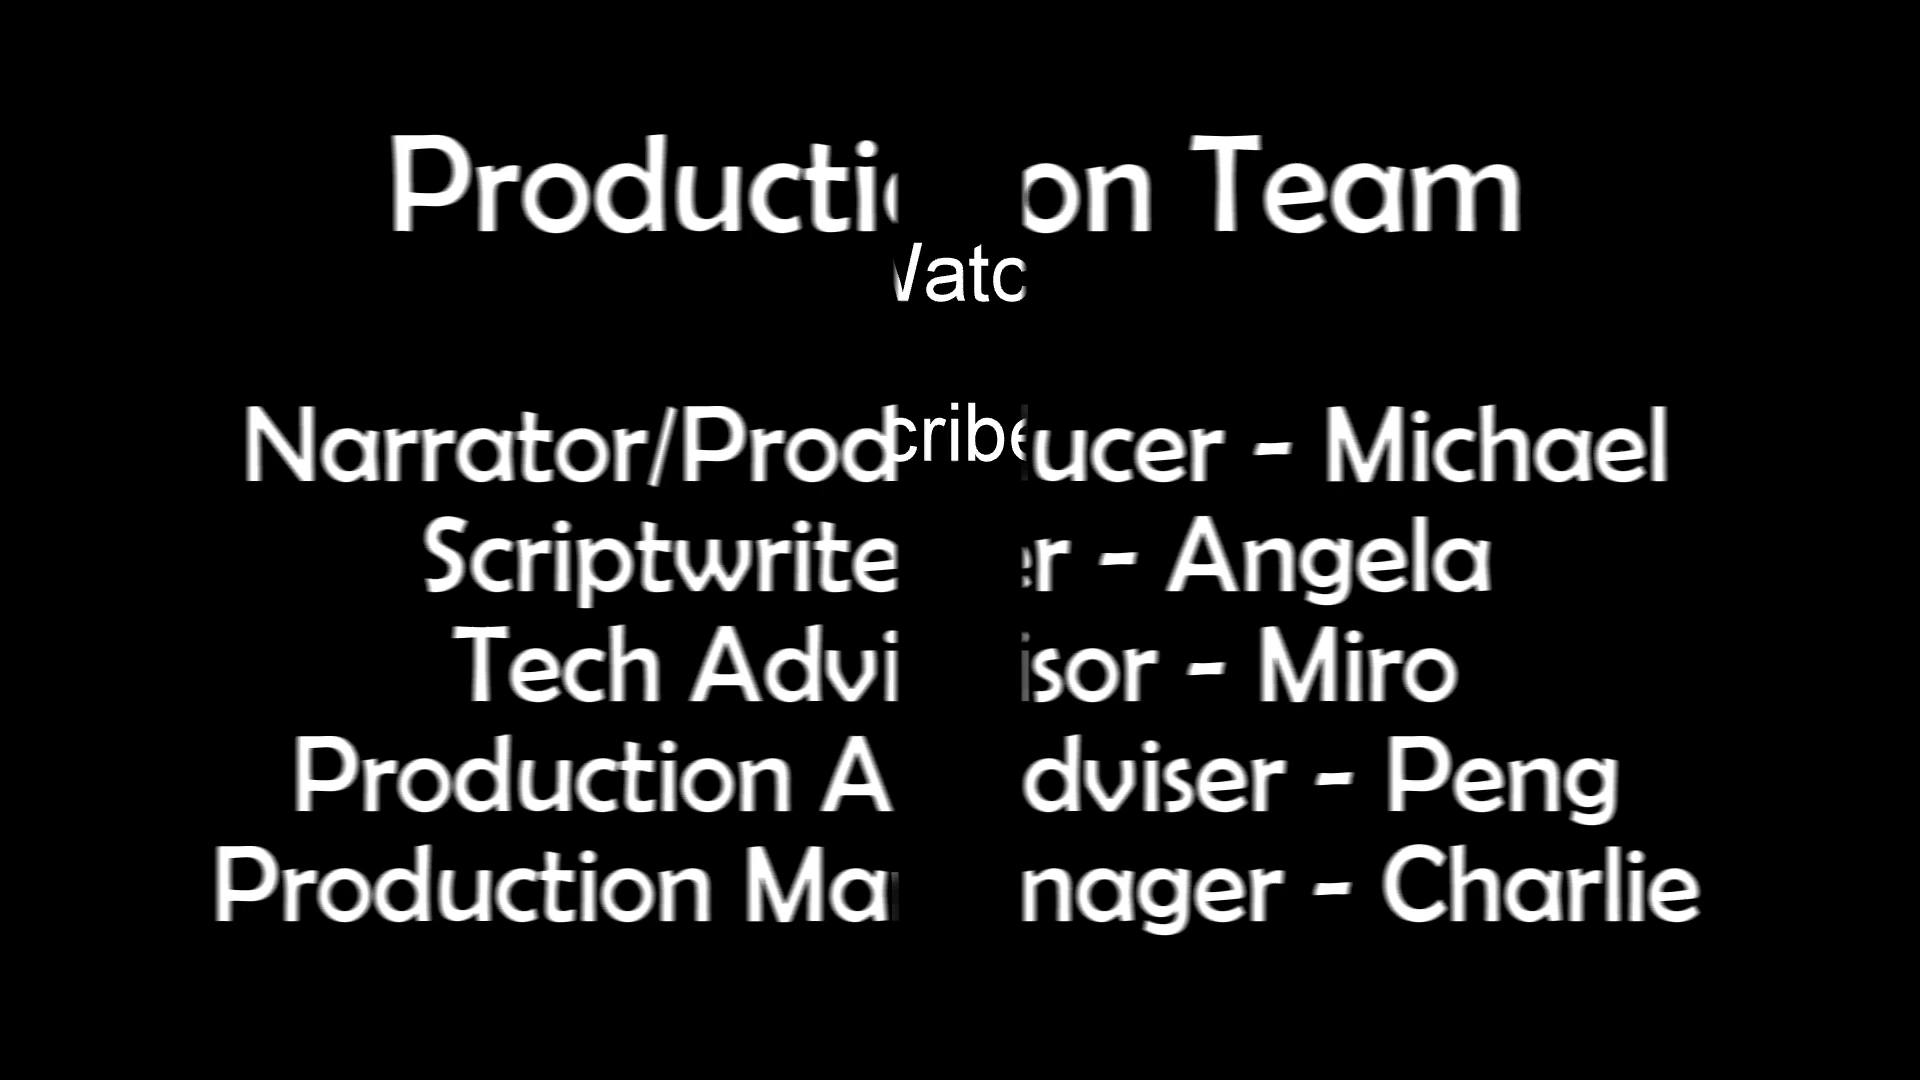 Production Team
Narrator/Producer - Michael
Scriptwriter - Angela
Tech Advisor - Miro
Production Adviser - Peng
Production Manager - Charlie